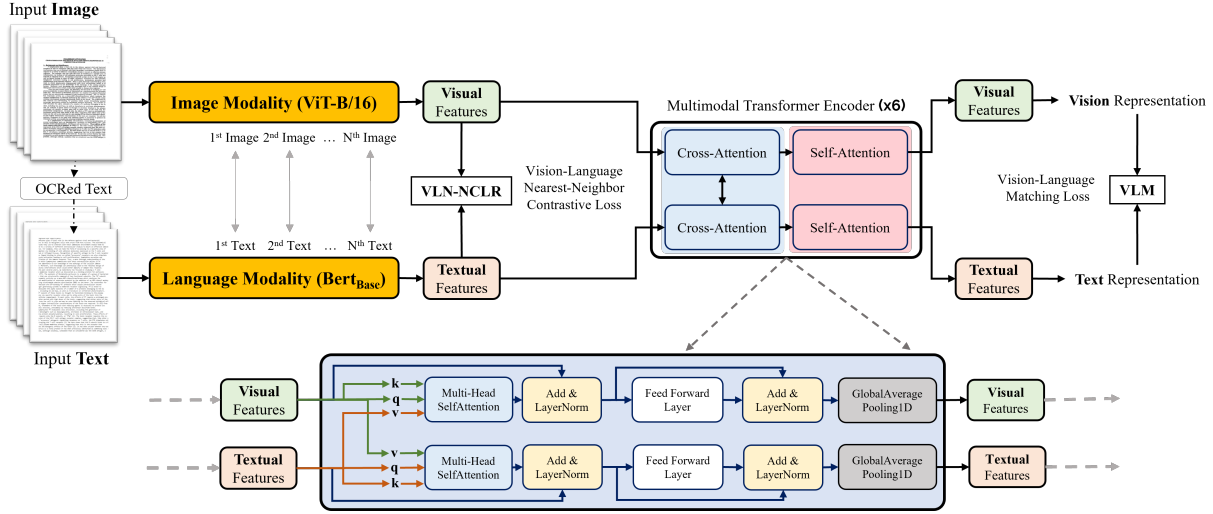 Input Image
OCRed Text
Input Text
Image Modality (ViT-B/16)
1st Image 2nd Image ... Nth Image
1st Text 2nd Text ... Nth Text
Language Modality (BertBase)
Visual
Features
VLN-NCLR
Textual
Features
Vision-Language
Nearest-Neighbor
Contrastive Loss
Multimodal Transformer Encoder (x6)
Cross-Attention
Self-Attention
Cross-Attention
Self-Attention
Visual
Features
Textual
Features
Vision Representation
Vision-Language
Matching Loss
VLM
Text Representation
Visual
Features
k
q
v
Multi-Head
SelfAttention
Add &
LayerNorm
Feed Forward
Layer
Add &
LayerNorm
GlobalAverage
Pooling1D
Visual
Features
Textual
Features
v
q
k
Multi-Head
SelfAttention
Add &
LayerNorm
Feed Forward
Layer
Add &
LayerNorm
GlobalAverage
Pooling1D
Textual
Features